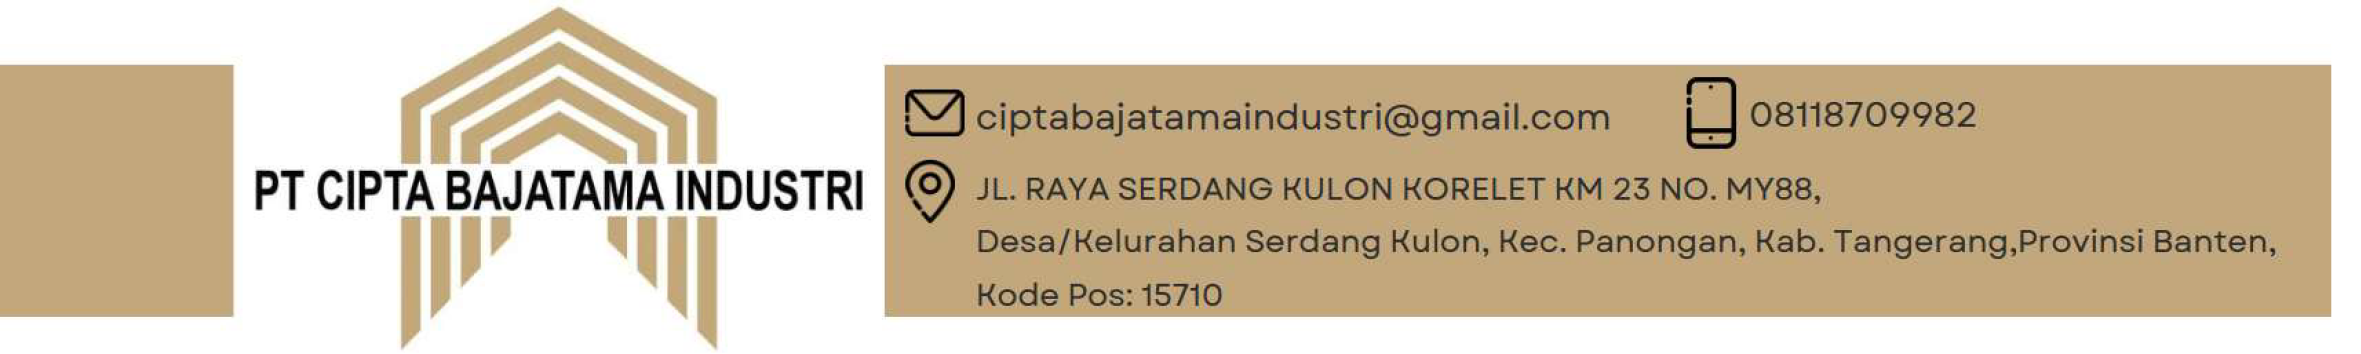 PT CIPTA BAJATAMA INDUSTRI
ciptabajatamaindustri@gmail.com
08118709982
JL. RAYA SERDANG KULON KORELET KM 23 NO. MY88,
Desa/Kelurahan Serdang Kulon, Kec. Panongan, Kab. Tangerang,Provinsi Banten,
Kode Pos: 15710